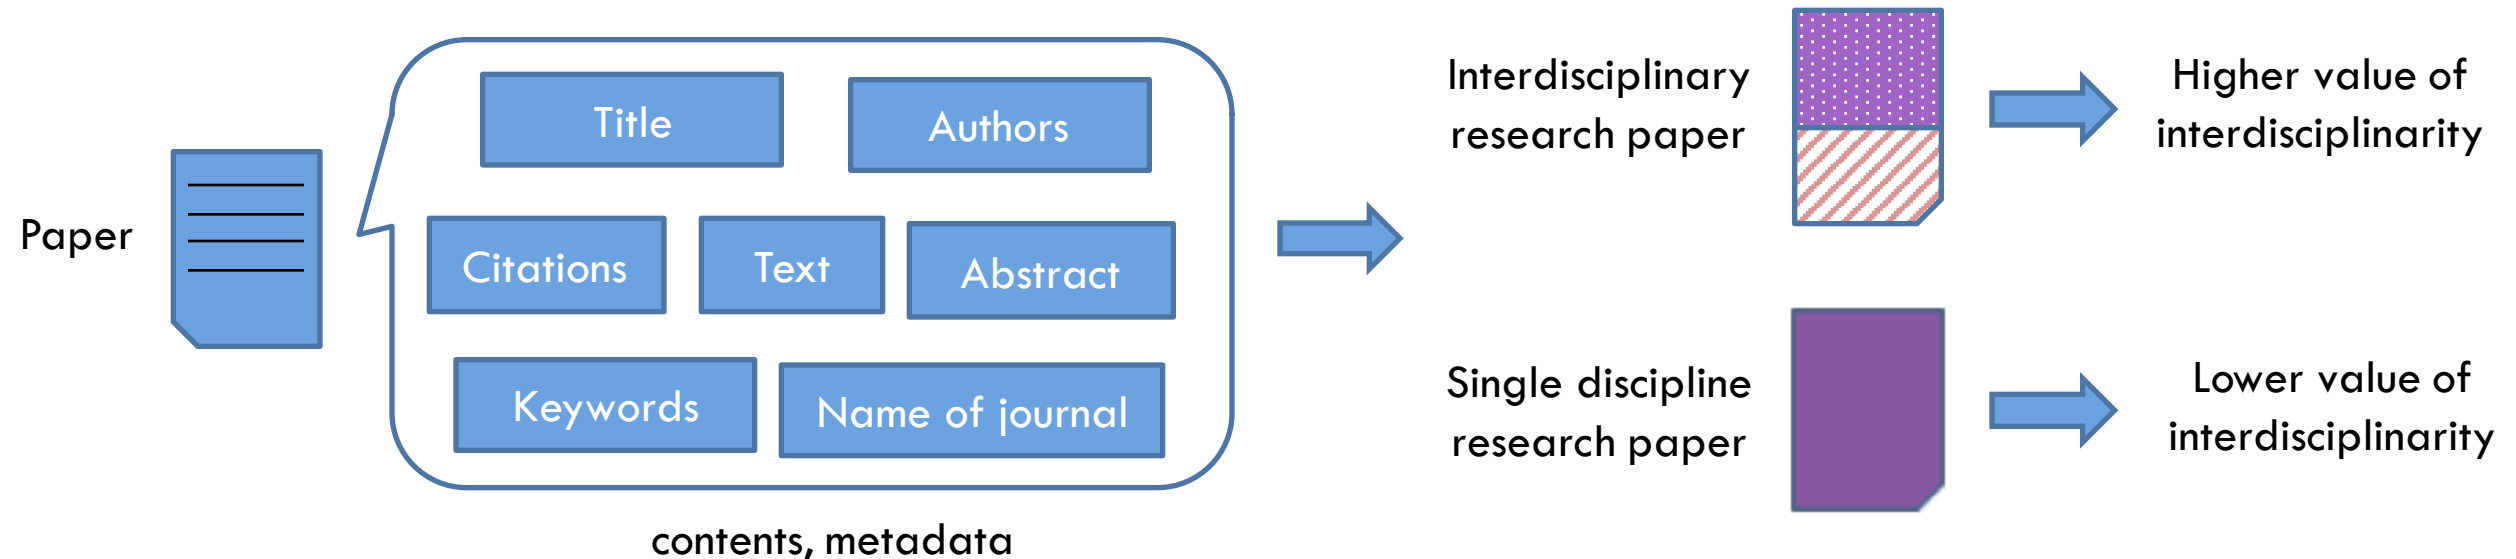 Paper
Title
Authors
Citations
Text
Abstract
Keywords
Name of journal
contents, metadata
Interdisciplinary
research paper
Higher value of
interdisciplinarity
Single discipline
research paper
Lower value of
interdisciplinarity